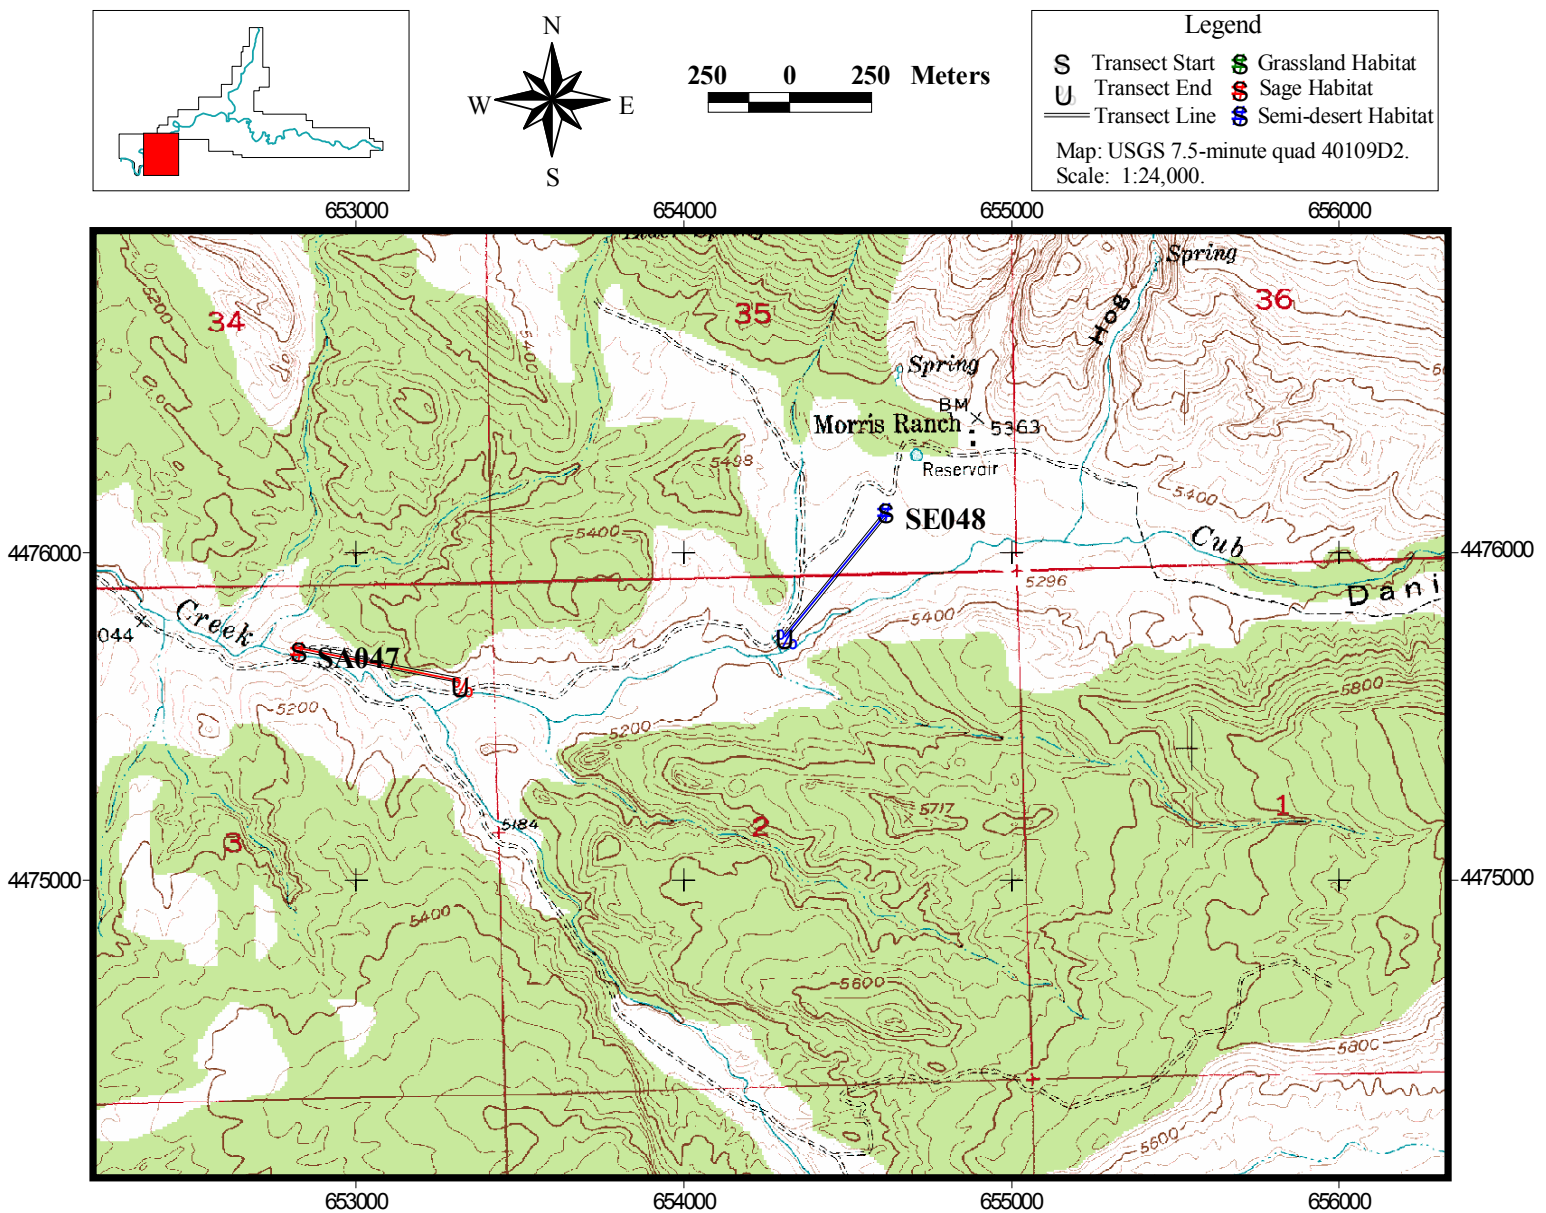 N
W E
S
250 0 250 Meters
Legend
S Transect Start S Grassland Habitat
U Transect End S Sage Habitat
Transect Line S Semi-desert Habitat
Map: USGS 7.5-minute quad 40109D2.
Scale: 1:24,000.
653000 654000 655000 656000
Spring
5200
34
35
36
Hog
5400
Spring
BM
Morris Ranch
5363
5488
Reservoir
5400
S SE048
5400
Cub
4476000
4476000
5296
Dani
Creek
044
5400
U
S SA047
U
5200
5800
5200
5717
1
5184
2
3
4475000
4475000
5400
5600
5800
5600
653000 654000 655000 656000